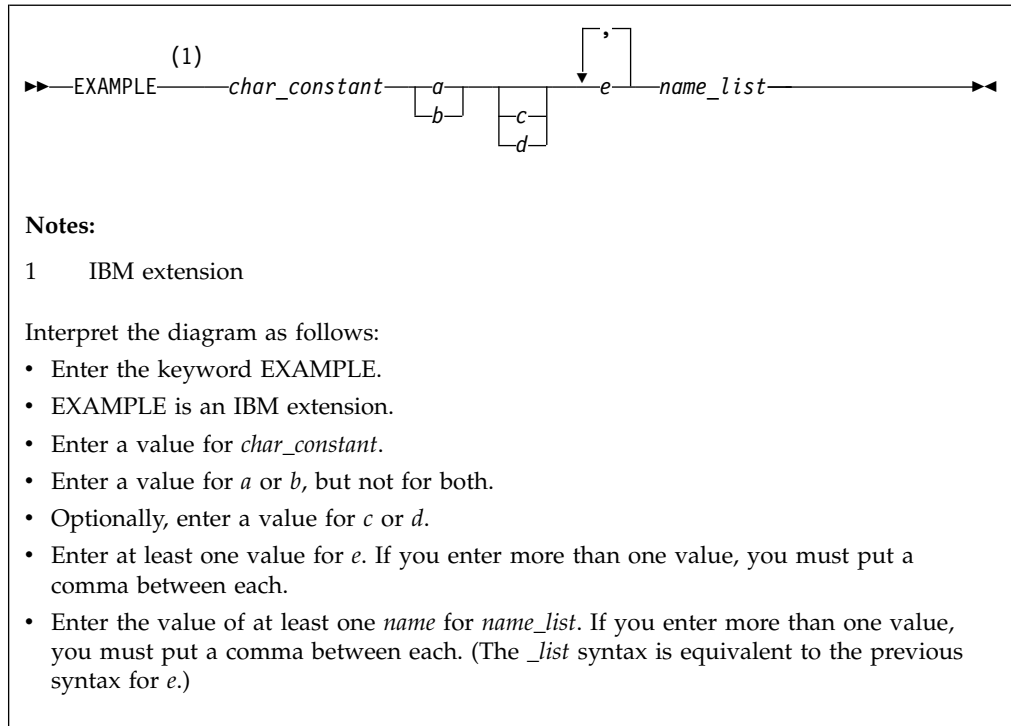 ,
(1)
EXAMPLE char_constant a e name_list
b c
d
Notes:
1 IBM extension
Interpret the diagram as follows:
• Enter the keyword EXAMPLE.
• EXAMPLE is an IBM extension.
• Enter a value for char_constant.
• Enter a value for a or b, but not for both.
• Optionally, enter a value for c or d.
• Enter at least one value for e. If you enter more than one value, you must put a
comma between each.
• Enter the value of at least one name for name_list. If you enter more than one value,
you must put a comma between each. (The _list syntax is equivalent to the previous
syntax for e.)